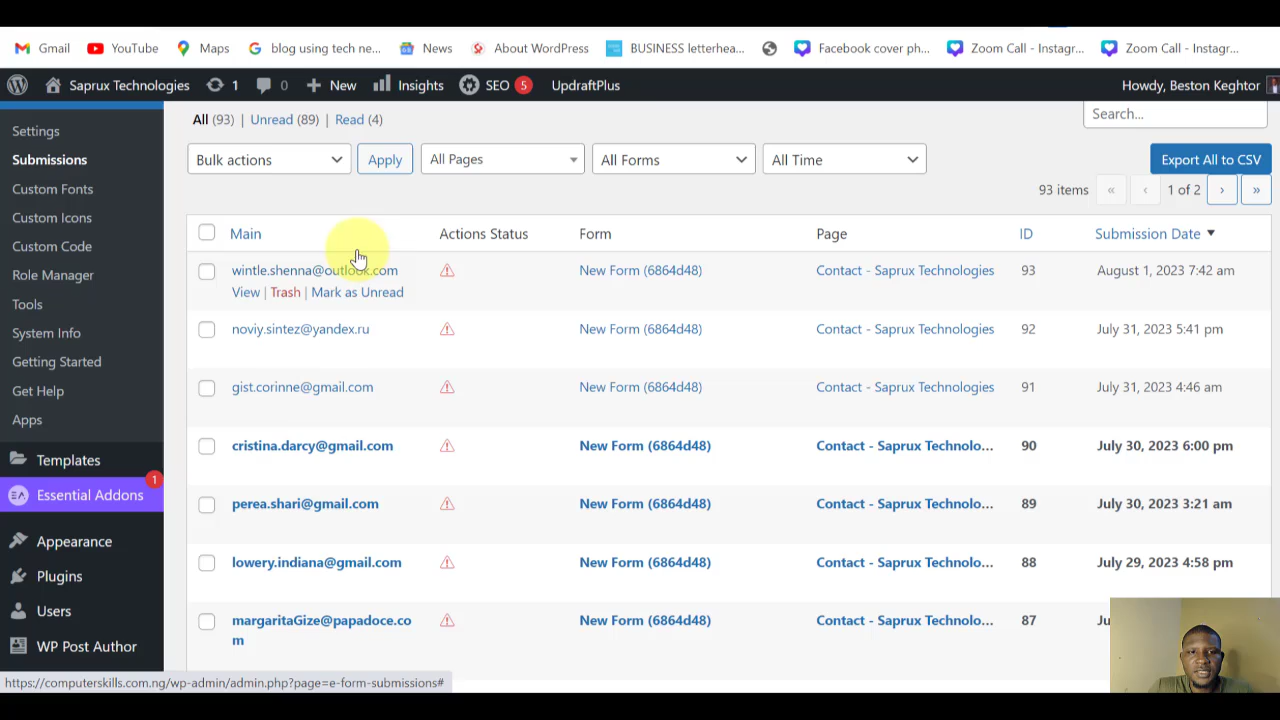 Gmail YouTube Maps blog using tech ne... News About WordPress BUSINESS letterhea... Facebook cover ph... Zoom Call - Instagr... Zoom Call - Instagr...
Saprux Technologies 1 0 New Insights SEO 5 UpdraftPlus Howdy, Beston Keghtor
Settings
Submissions
Custom Fonts
Custom Icons
Custom Code
Role Manager
Tools
System Info
Getting Started
Get Help
Apps
Templates
1
Essential Addons
Appearance
Plugins
Users
WP Post Author
All (93) | Unread (89) | Read (4)
Search...
Bulk actions Apply All Pages All Forms All Time Export All to CSV
93 items « ‹ 1 of 2 › »
Main Actions Status Form Page ID Submission Date
wintle.shenna@outlook.com New Form (6864d48) Contact - Saprux Technologies 93 August 1, 2023 7:42 am
View | Trash | Mark as Unread
noviy.sintez@yandex.ru New Form (6864d48) Contact - Saprux Technologies 92 July 31, 2023 5:41 pm
gist.corinne@gmail.com New Form (6864d48) Contact - Saprux Technologies 91 July 31, 2023 4:46 am
cristina.darcy@gmail.com New Form (6864d48) Contact - Saprux Technolo... 90 July 30, 2023 6:00 pm
perea.shari@gmail.com New Form (6864d48) Contact - Saprux Technolo... 89 July 30, 2023 3:21 am
lowery.indiana@gmail.com New Form (6864d48) Contact - Saprux Technolo... 88 July 29, 2023 4:58 pm
margaritaGize@papadoce.co New Form (6864d48) Contact - Saprux Technolo... 87
m
https://computerskills.com.ng/wp-admin/admin.php?page=e-form-submissions#